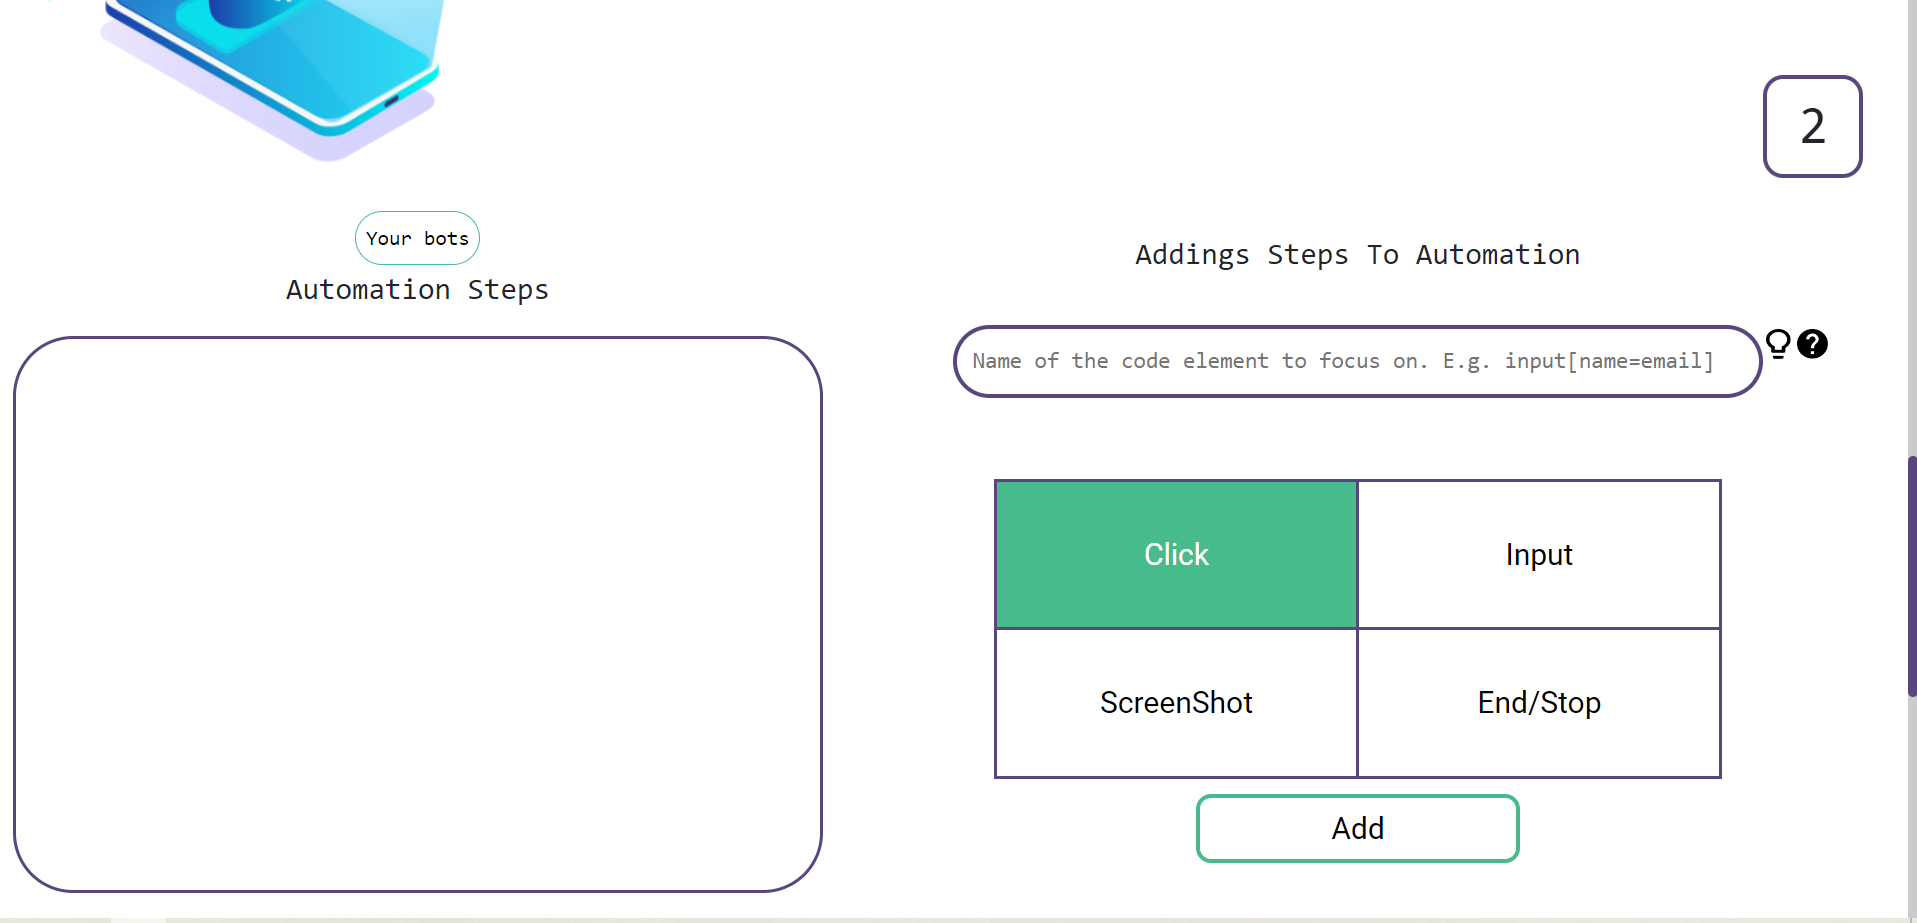 2
Your bots
Automation Steps
Addings Steps To Automation
Name of the code element to focus on. E.g. input[name=email]
?
Click
Input
ScreenShot
End/Stop
Add